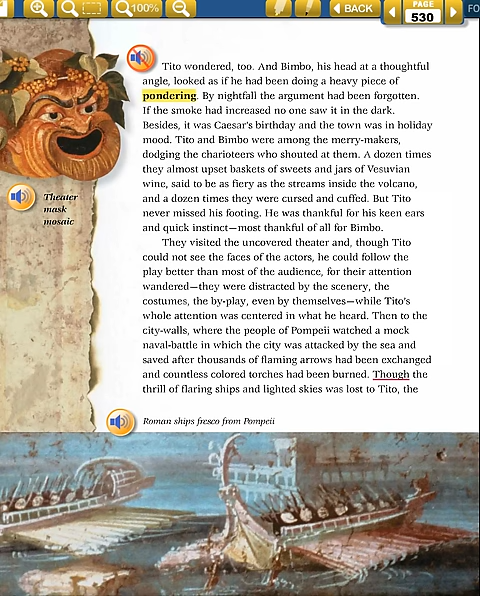 100%
BACK
PAGE
530
FO
Tito wondered, too. And Bimbo, his head at a thoughtful
angle, looked as if he had been doing a heavy piece of
pondering. By nightfall the argument had been forgotten.
If the smoke had increased no one saw it in the dark.
Besides, it was Caesar's birthday and the town was in holiday
mood. Tito and Bimbo were among the merry-makers,
dodging the charioteers who shouted at them. A dozen times
they almost upset baskets of sweets and jars of Vesuvian
wine, said to be as fiery as the streams inside the volcano,
and a dozen times they were cursed and cuffed. But Tito
never missed his footing. He was thankful for his keen ears
and quick instinct—most thankful of all for Bimbo.
They visited the uncovered theater and, though Tito
could not see the faces of the actors, he could follow the
play better than most of the audience, for their attention
wandered—they were distracted by the scenery, the
costumes, the by-play, even by themselves—while Tito's
whole attention was centered in what he heard. Then to the
city-walls, where the people of Pompeii watched a mock
naval-battle in which the city was attacked by the sea and
saved after thousands of flaming arrows had been exchanged
and countless colored torches had been burned. Though the
thrill of flaring ships and lighted skies was lost to Tito, the
Theater
mask
mosaic
Roman ships fresco from Pompeii